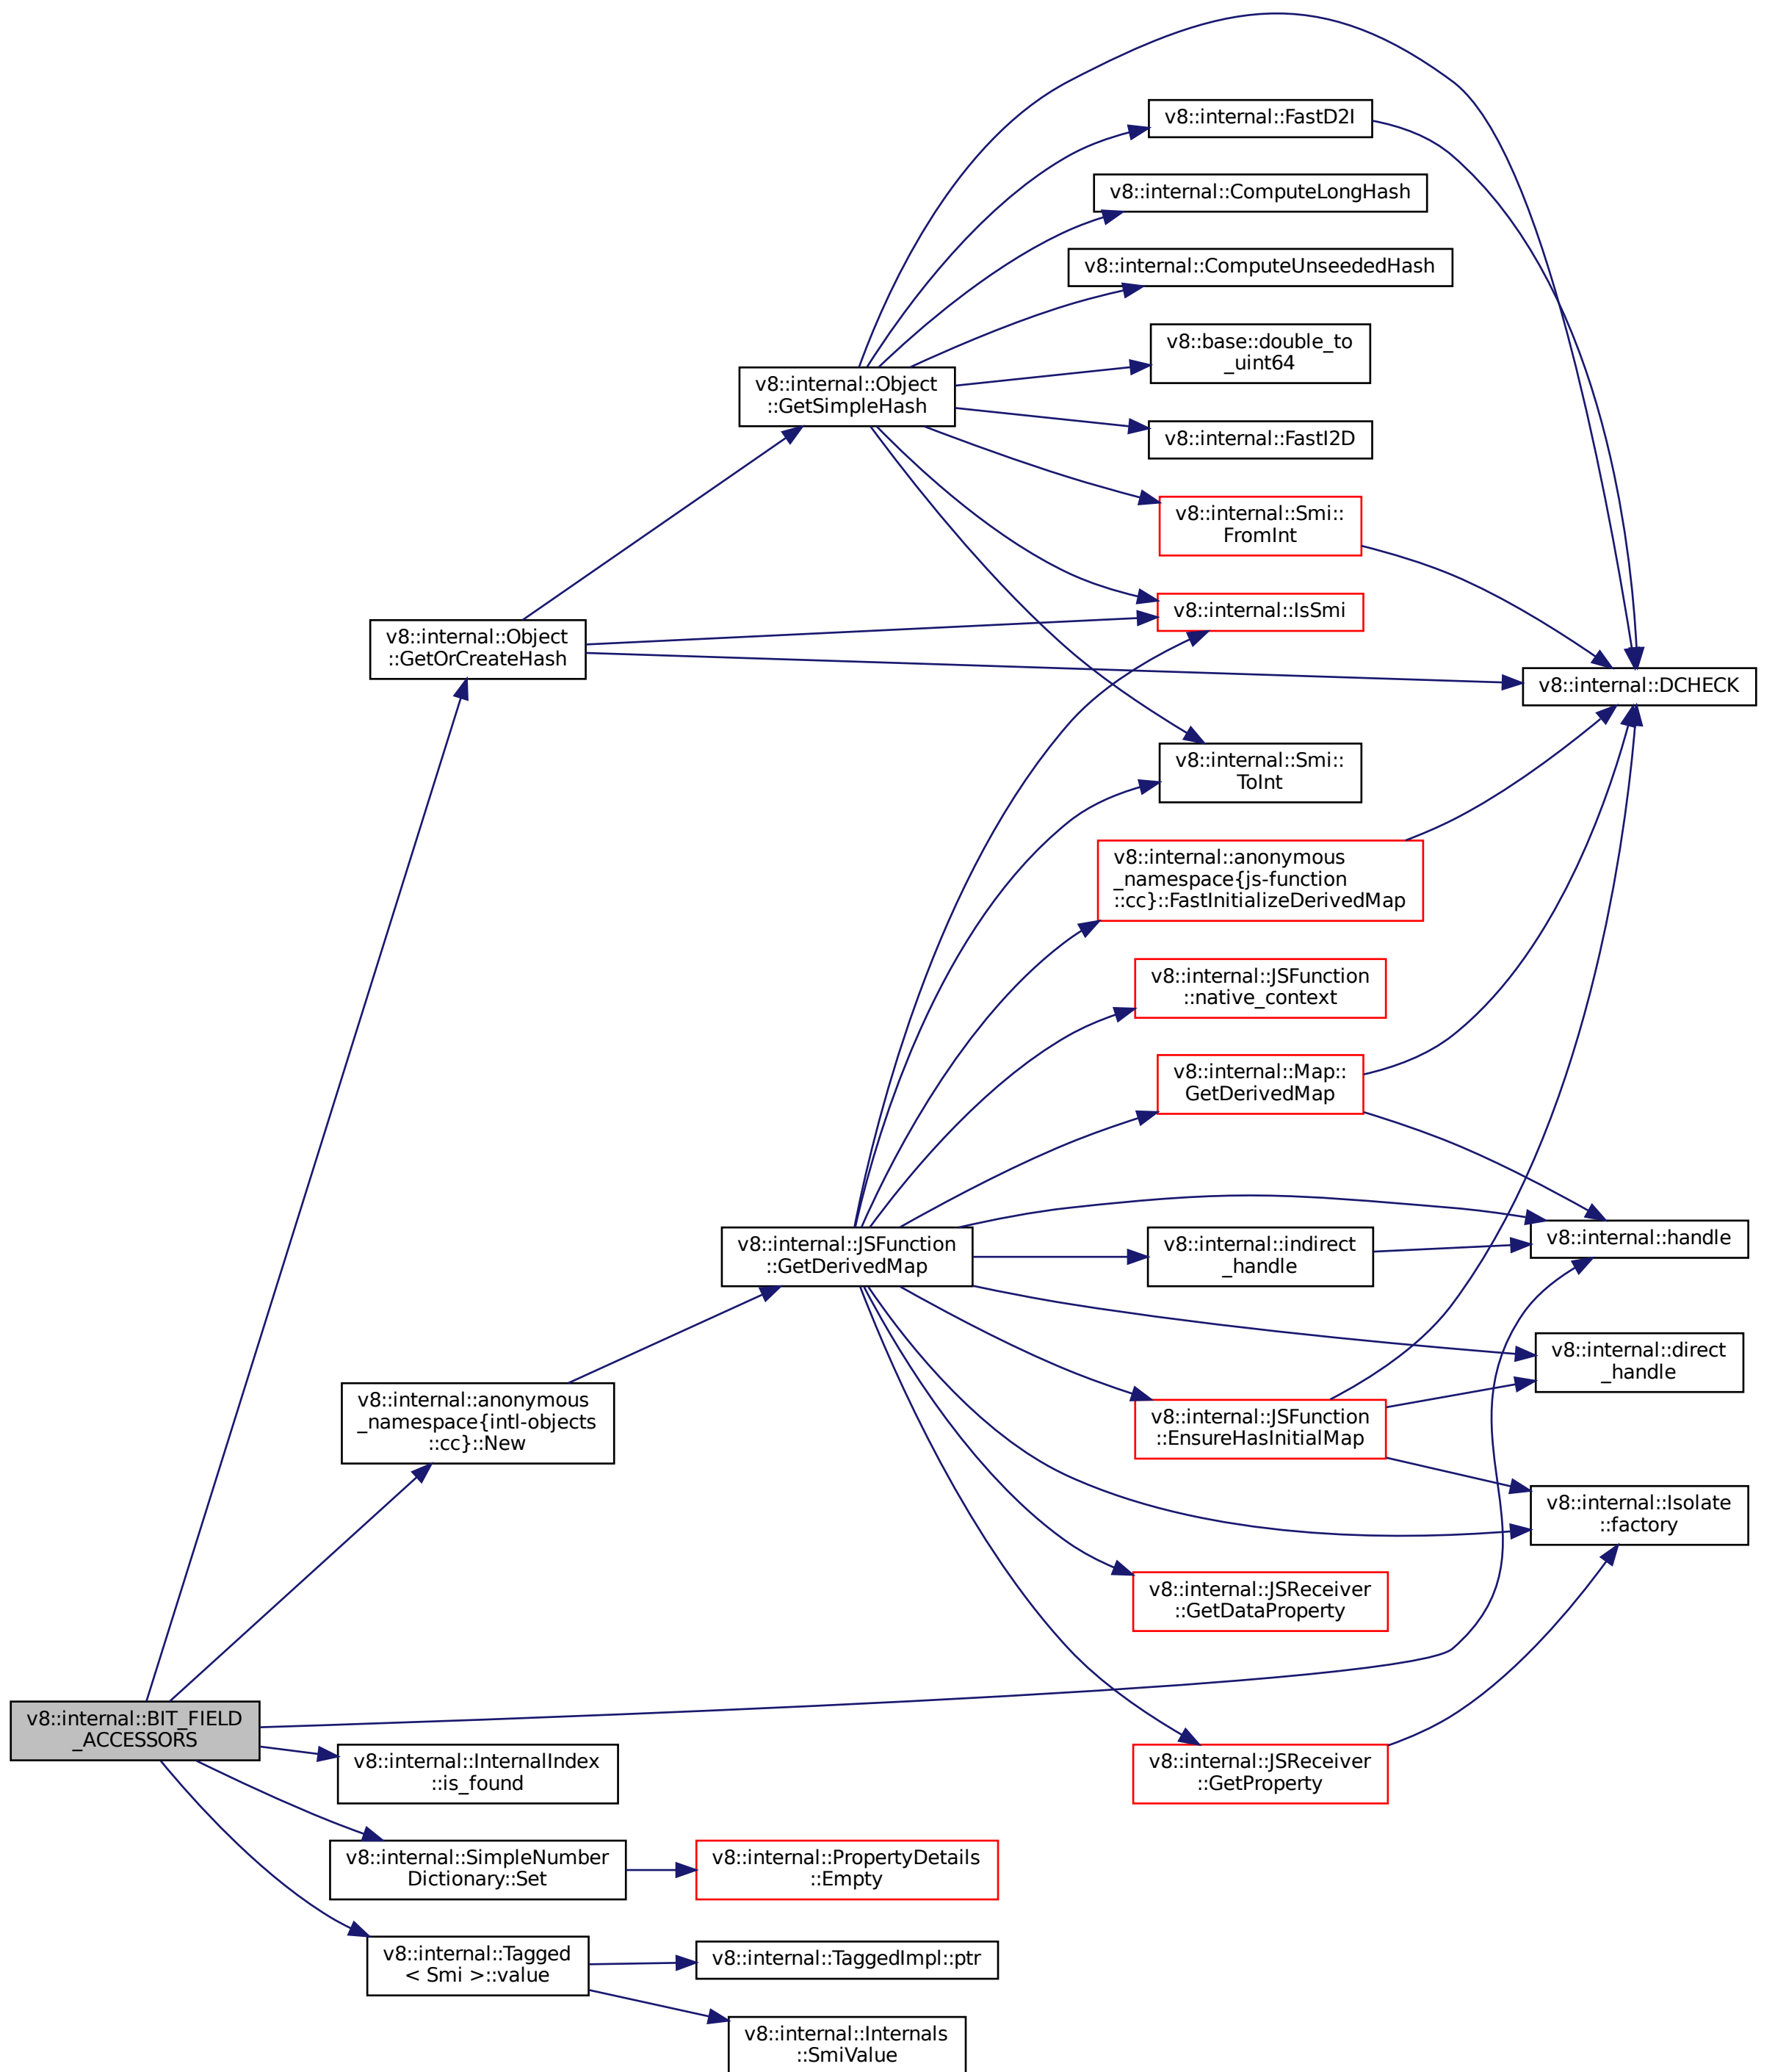 v8::internal::FastD2I
v8::internal::ComputeLongHash
v8::internal::ComputeUnseededHash
v8::base::double_to
_uint64
v8::internal::Object
::GetSimpleHash
v8::internal::FastI2D
v8::internal::Smi::
FromInt
v8::internal::IsSmi
v8::internal::Object
::GetOrCreateHash
v8::internal::DCHECK
v8::internal::Smi::
ToInt
v8::internal::anonymous
_namespace{js-function
::cc}::FastInitializeDerivedMap
v8::internal::JSFunction
::native_context
v8::internal::Map::
GetDerivedMap
v8::internal::JSFunction
::GetDerivedMap
v8::internal::indirect
_handle
v8::internal::handle
v8::internal::direct
_handle
v8::internal::anonymous
_namespace{intl-objects
::cc}::New
v8::internal::JSFunction
::EnsureHasInitialMap
v8::internal::Isolate
::factory
v8::internal::JSReceiver
::GetDataProperty
v8::internal::BIT_FIELD
_ACCESSORS
v8::internal::InternalIndex
::is_found
v8::internal::JSReceiver
::GetProperty
v8::internal::SimpleNumber
Dictionary::Set
v8::internal::PropertyDetails
::Empty
v8::internal::Tagged
< Smi >::value
v8::internal::TaggedImpl::ptr
v8::internal::Internals
::SmiValue